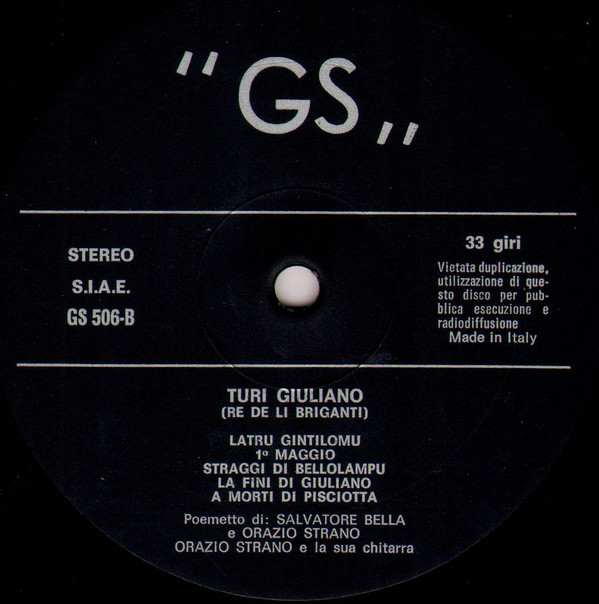 "GS„
STEREO
S.I.A.E.
GS 506-B
33 giri
Vietata duplicazione,
utilizzazione di que-
sto disco per pub-
blica esecuzione e
radiodiffusione
Made in Italy
TURI GIULIANO
(RE DE LI BRIGANTI)
LATRU GINTILOMU
1º MAGGIO
STRAGGI DI BELLOLAMPU
LA FINI DI GIULIANO
A MORTI DI PISCIOTTA
Poemetto di: SALVATORE BELLA
e ORAZIO STRANO
ORAZIO STRANO e la sua chitarra